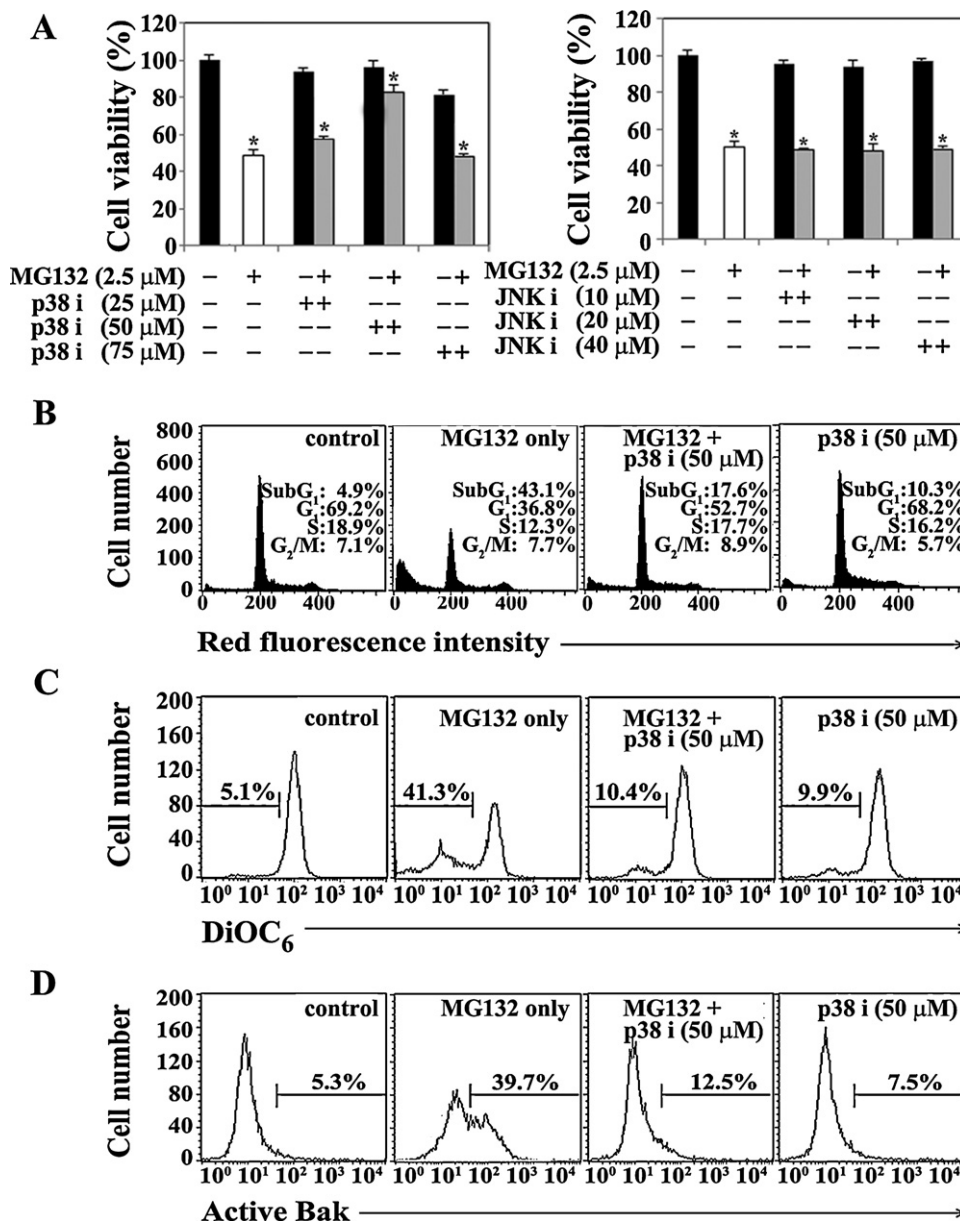 A
Cell viability (%)
120
100
80
60
40
20
0
* * * *
MG132 (2.5 µM) – + –+ –+ –+
p38 i (25 µM) – – ++ –– ––
p38 i (50 µM) – – –– ++ ––
p38 i (75 µM) – – –– –– ++
Cell viability (%)
120
100
80
60
40
20
0
* * * *
MG132 (2.5 µM) – + –+ –+ –+
JNK i (10 µM) – – ++ –– ––
JNK i (20 µM) – – –– ++ ––
JNK i (40 µM) – – –– –– ++
B
Cell number
800
600
400
200
100
0
control
SubG1: 4.9%
G1:69.2%
S:18.9%
G2/M: 7.1%
0 200 400
MG132 only
SubG1:43.1%
G1:36.8%
S:12.3%
G2/M: 7.7%
0 200 400
MG132 +
p38 i (50 µM)
SubG1:17.6%
G1:52.7%
S:17.7%
G2/M: 8.9%
0 200 400
p38 i (50 µM)
SubG1:10.3%
G1:68.2%
S:16.2%
G2/M: 5.7%
0 200 400
Red fluorescence intensity
C
Cell number
200
160
120
80
40
0
control
5.1%
10⁰ 10¹ 10² 10³ 10⁴
MG132 only
41.3%
10⁰ 10¹ 10² 10³ 10⁴
MG132 +
p38 i (50 µM)
10.4%
10⁰ 10¹ 10² 10³ 10⁴
p38 i (50 µM)
9.9%
10⁰ 10¹ 10² 10³ 10⁴
DiOC6
D
Cell number
200
160
120
80
40
0
control
5.3%
10⁰ 10¹ 10² 10³ 10⁴
MG132 only
39.7%
10⁰ 10¹ 10² 10³ 10⁴
MG132 +
p38 i (50 µM)
12.5%
10⁰ 10¹ 10² 10³ 10⁴
p38 i (50 µM)
7.5%
10⁰ 10¹ 10² 10³ 10⁴
Active Bak